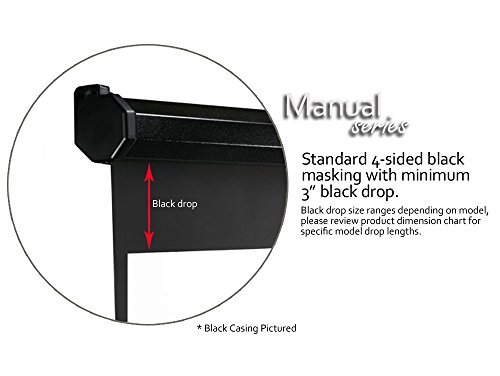 Manual
series
Standard 4-sided black
masking with minimum
3" black drop.
Black drop size ranges depending on model,
please review product dimension chart for
specific model drop lengths.
Black drop
* Black Casing Pictured